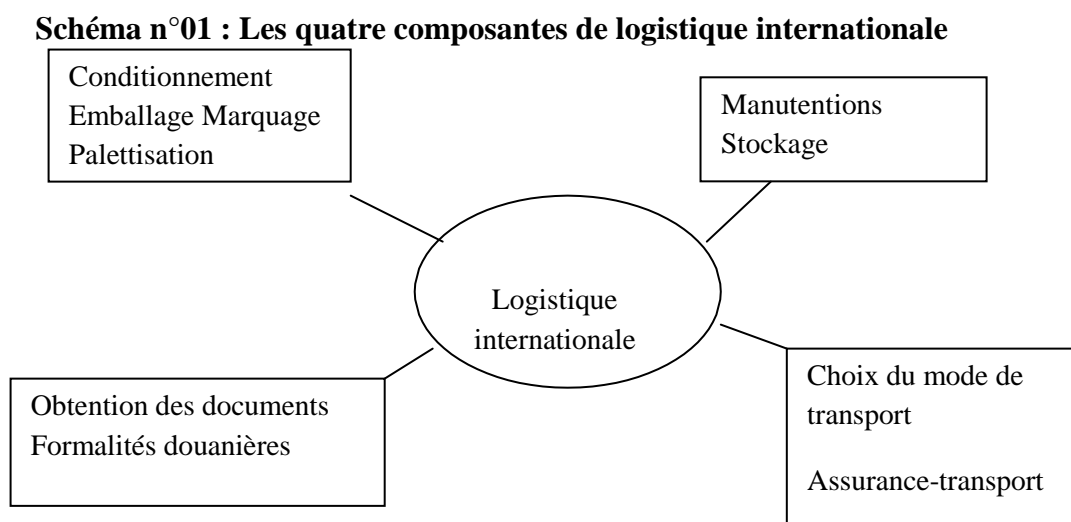 Schéma n°01 : Les quatre composantes de logistique internationale
Conditionnement
Emballage Marquage
Palettisation
Manutentions
Stockage
Logistique
internationale
Obtention des documents
Formalités douanières
Choix du mode de
transport
Assurance-transport